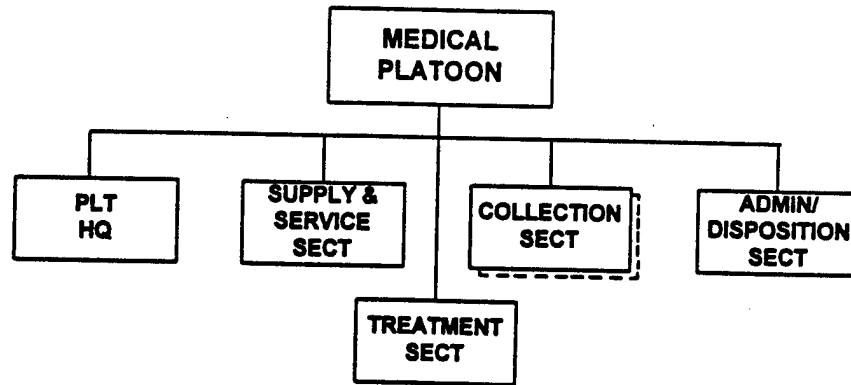 MEDICAL
PLATOON
PLT
HQ
SUPPLY &
SERVICE
SECT
COLLECTION
SECT
ADMIN/
DISPOSITION
SECT
TREATMENT
SECT